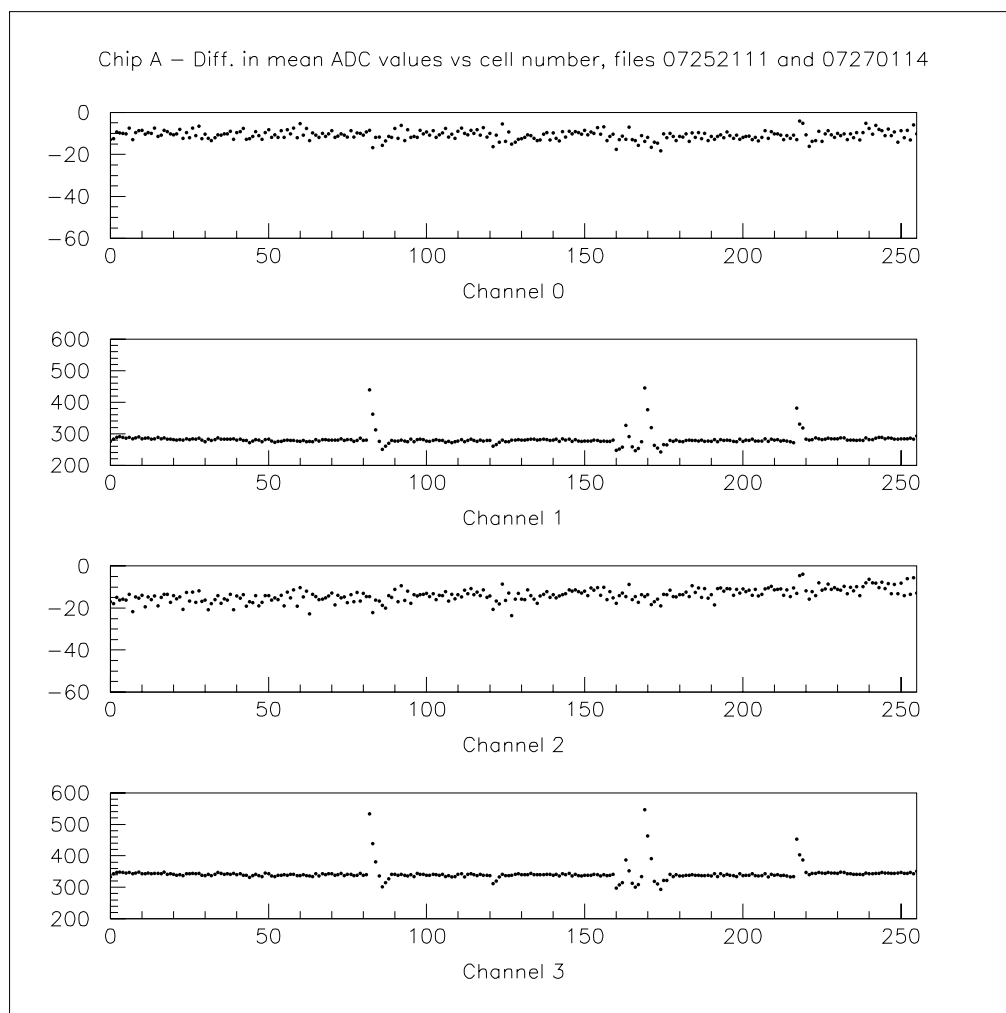 Chip A – Diff. in mean ADC values vs cell number, files 07252111 and 07270114
0
−20
−40
−60
0 50 100 150 200 250
Channel 0
600
500
400
300
200
0 50 100 150 200 250
Channel 1
0
−20
−40
−60
0 50 100 150 200 250
Channel 2
600
500
400
300
200
0 50 100 150 200 250
Channel 3